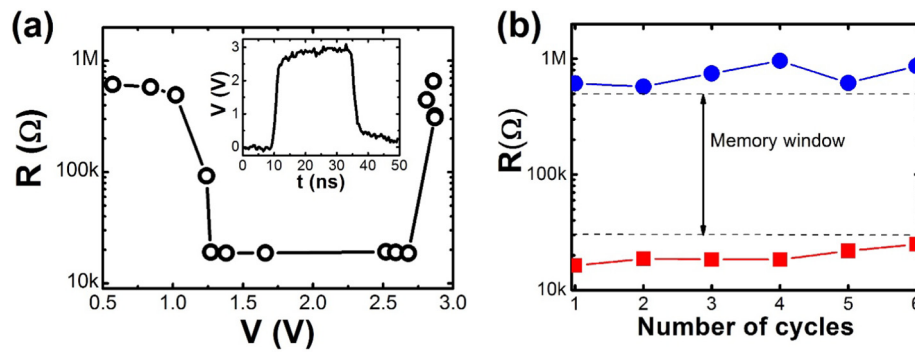 (a)
1M
100k
10k
R (Ω)
0.5 1.0 1.5 2.0 2.5 3.0
V (V)
3
2
1
0
V (V)
0 10 20 30 40 50
t (ns)
(b)
1M
100k
10k
R(Ω)
Memory window
1 2 3 4 5 6
Number of cycles